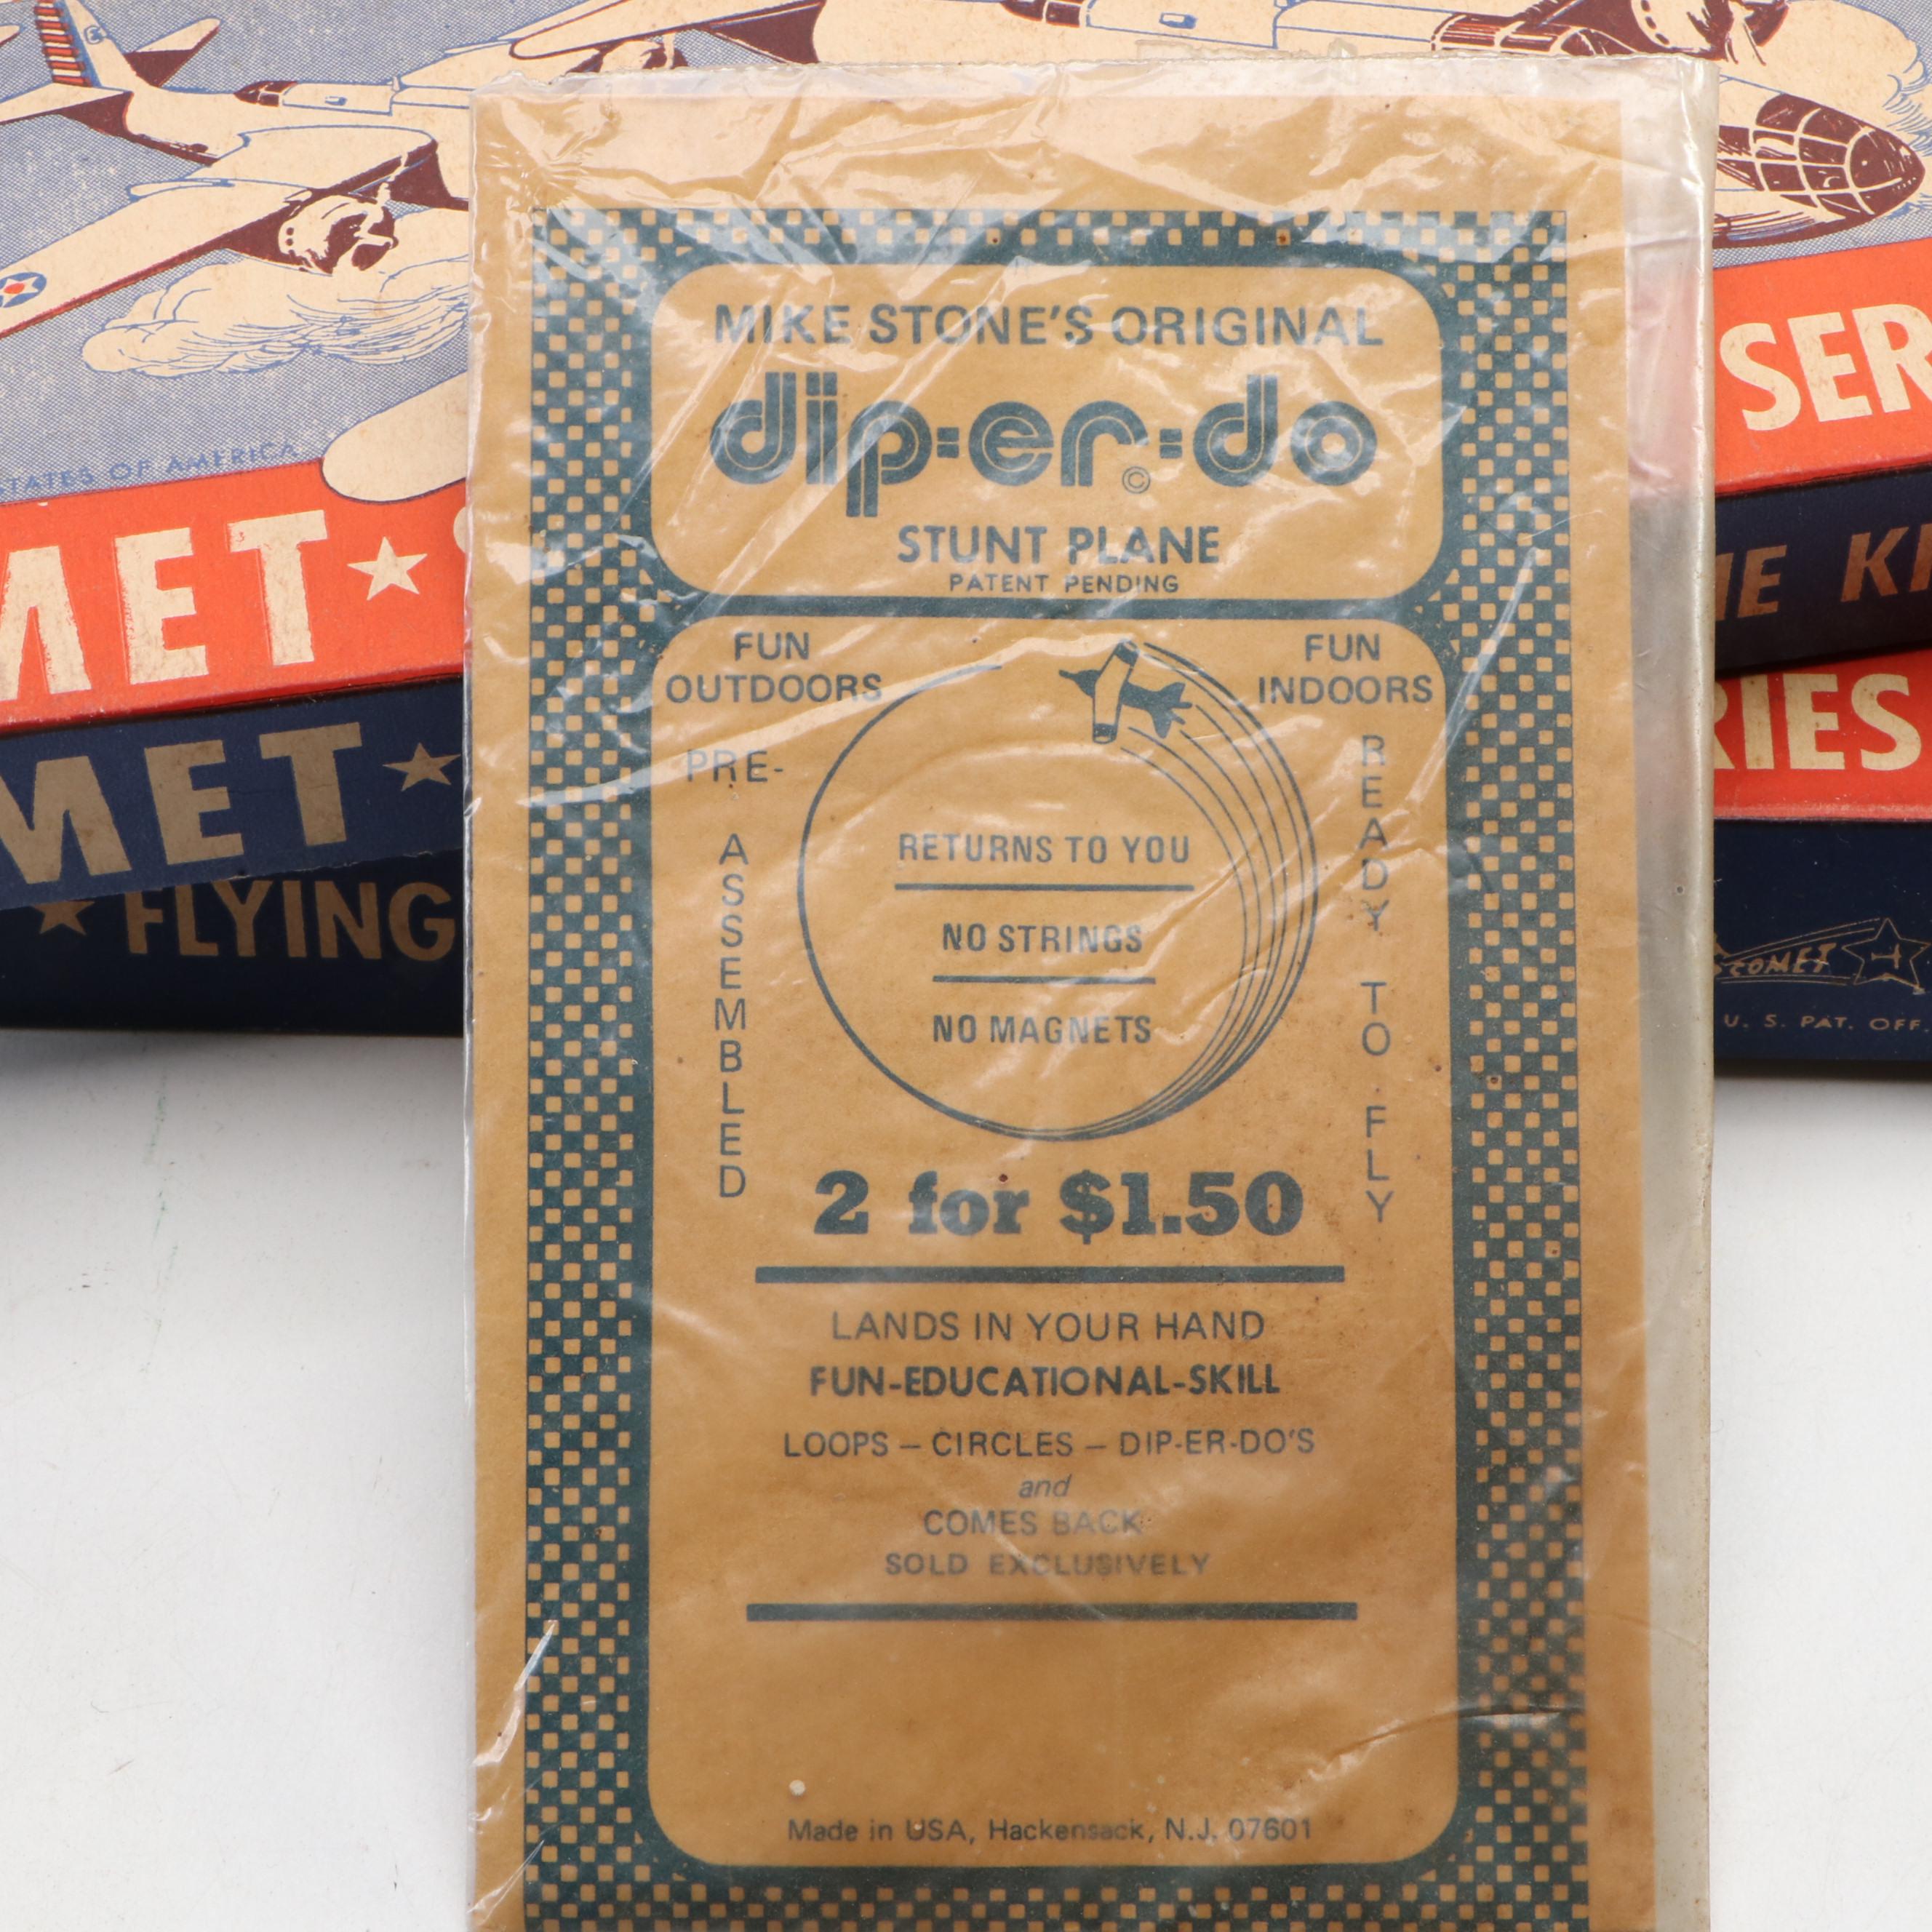 MIKE STONE'S ORIGINAL
dip-er-do ©
STUNT PLANE
PATENT PENDING
FUN
OUTDOORS
FUN
INDOORS
PRE-
ASSEMBLED
READY TO FLY
RETURNS TO YOU
NO STRINGS
NO MAGNETS
2 for $1.50
LANDS IN YOUR HAND
FUN-EDUCATIONAL-SKILL
LOOPS – CIRCLES – DIP-ER-DO'S
and
COMES BACK
SOLD EXCLUSIVELY
Made in USA, Hackensack, N.J. 07601
STATES OF AMERICA
MET ★
MET ★
★ FLYING
SER
NE KI
RIES
COMET H
U. S. PAT. OFF.